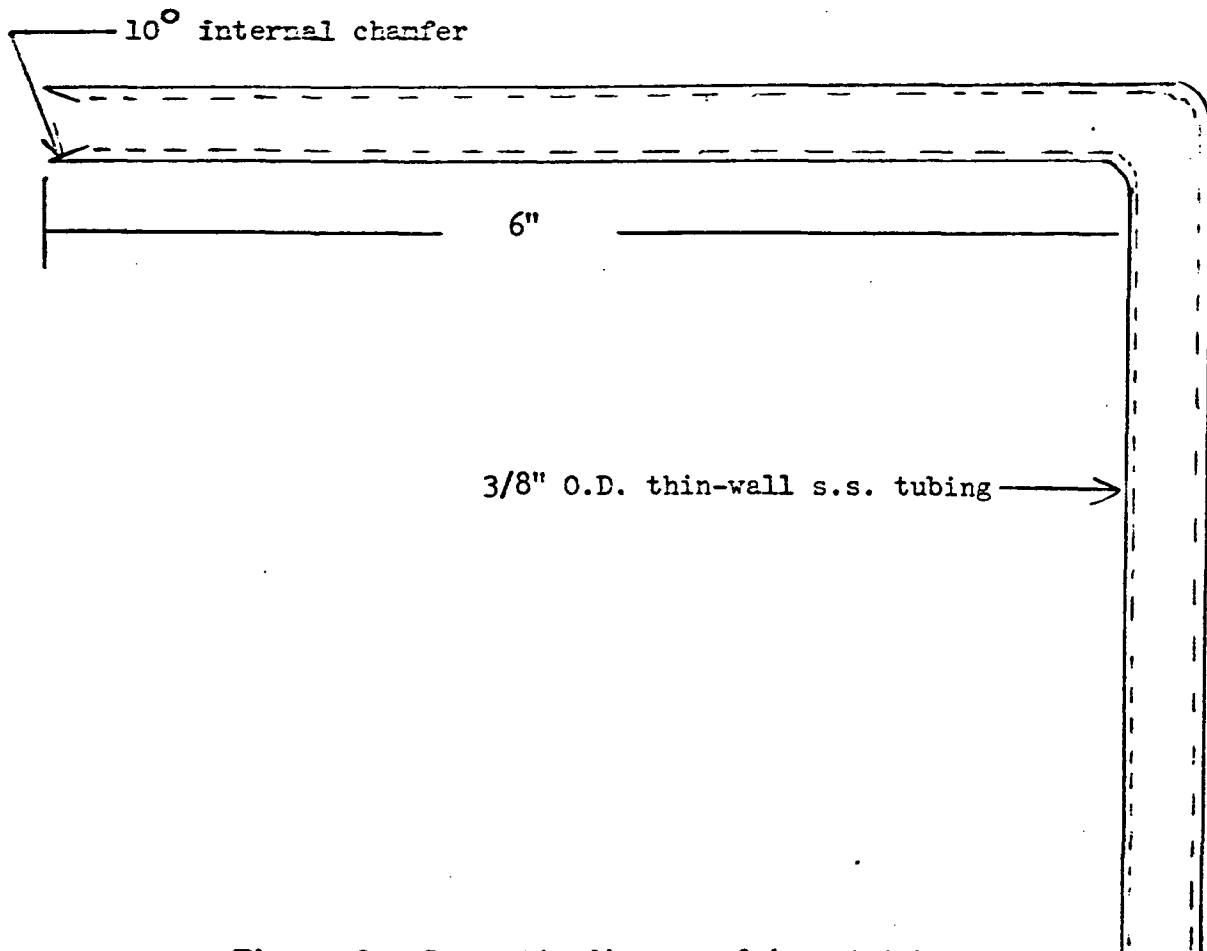 10° internal chamfer
6"
3/8" O.D. thin-wall s.s. tubing